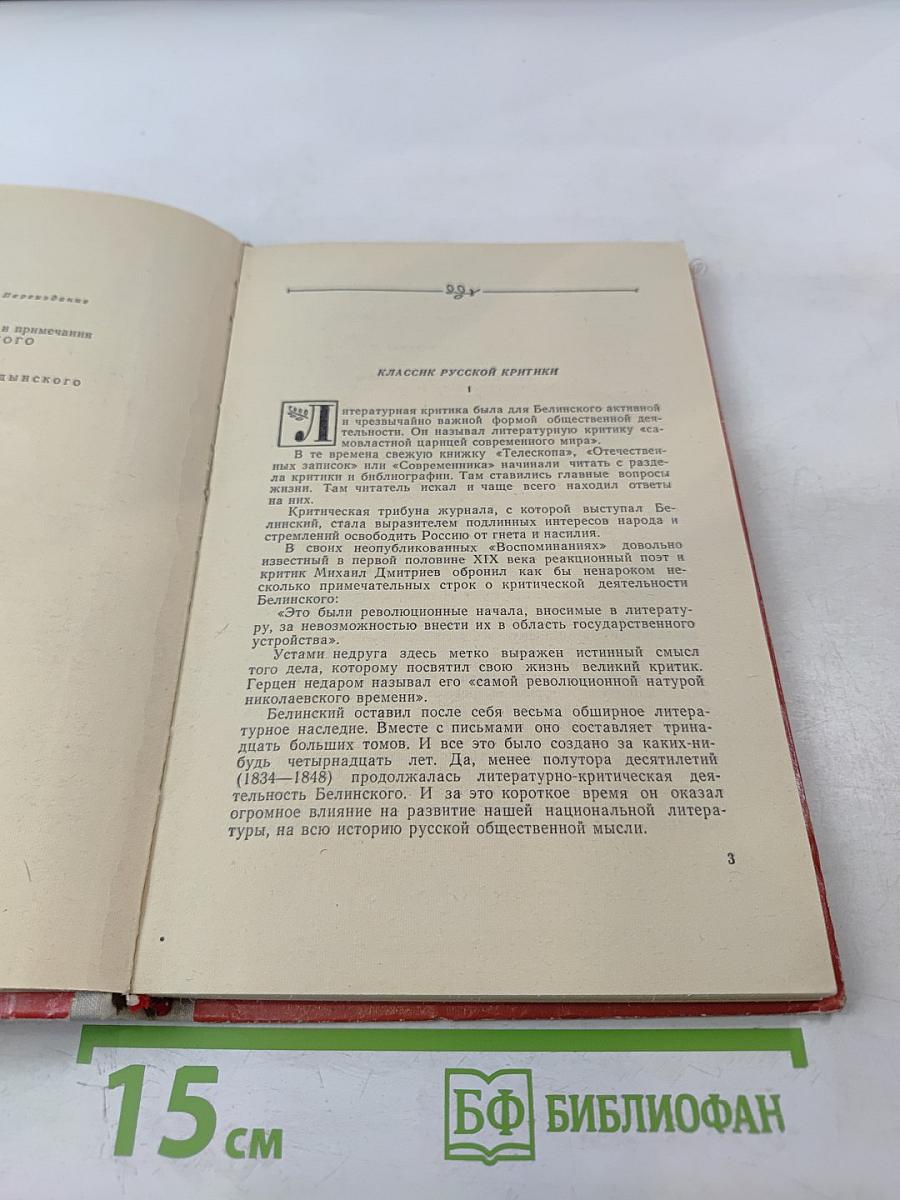 Переиздание
и примечания
ОГО
дынского
КЛАССИК РУССКОЙ КРИТИКИ
1
Литературная критика была для Белинского активной
и чрезвычайно важной формой общественной дея-
тельности. Он называл литературную критику «са-
мовластной царицей современного мира».
В те времена свежую книжку «Телескопа», «Отечествен-
ных записок» или «Современника» начинали читать с разде-
ла критики и библиографии. Там ставились главные вопросы
жизни. Там читатель искал и чаще всего находил ответы
на них.
Критическая трибуна журнала, с которой выступал Бе-
линский, стала выразителем подлинных интересов народа и
стремлений освободить Россию от гнета и насилия.
В своих неопубликованных «Воспоминаниях» довольно
известный в первой половине XIX века реакционный поэт и
критик Михаил Дмитриев обронил как бы ненароком не-
сколько примечательных строк о критической деятельности
Белинского:
«Это были революционные начала, вносимые в литерату-
ру, за невозможностью внести их в область государственного
устройства».
Устами недруга здесь метко выражен истинный смысл
того дела, которому посвятил свою жизнь великий критик.
Герцен недаром называл его «самой революционной натурой
николаевского времени».
Белинский оставил после себя весьма обширное литера-
турное наследие. Вместе с письмами оно составляет трина-
дцать больших томов. И все это было создано за каких-ни-
будь четырнадцать лет. Да, менее полутора десятилетий
(1834—1848) продолжалась литературно-критическая дея-
тельность Белинского. И за это короткое время он оказал
огромное влияние на развитие нашей национальной литера-
туры, на всю историю русской общественной мысли.
3
15 см
БФ БИБЛИОФАН